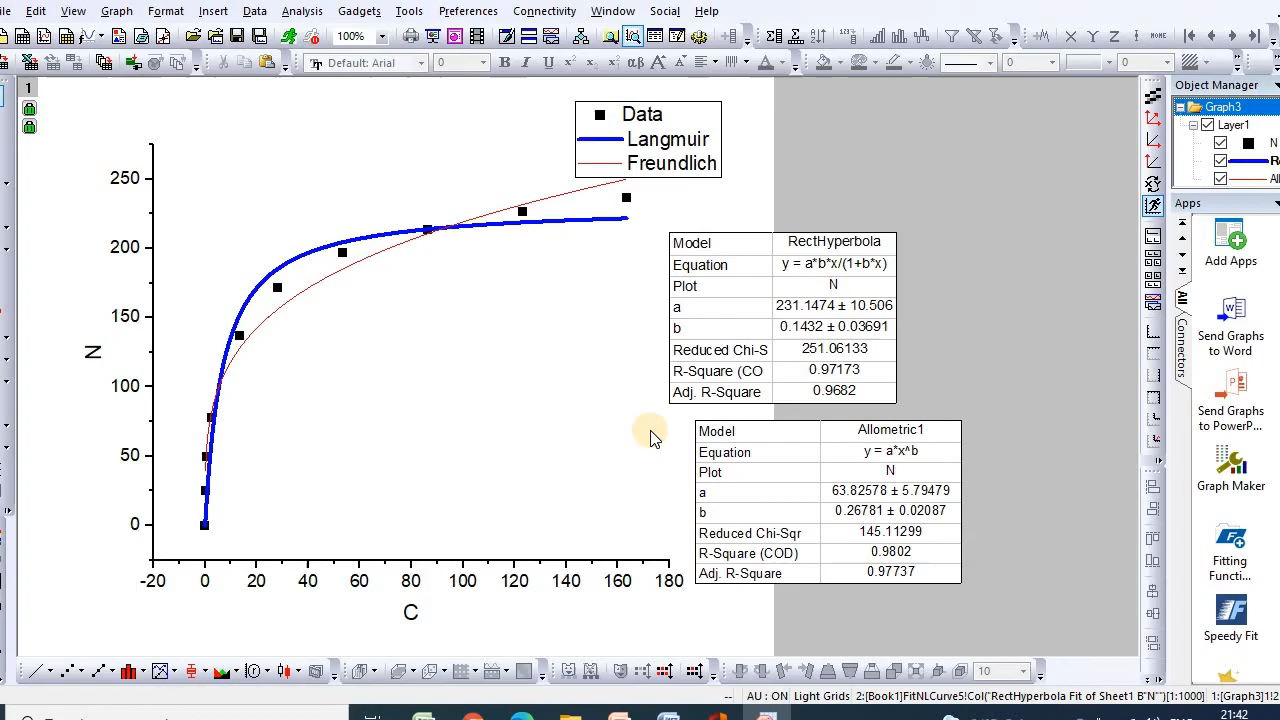 Edit View Graph Format Insert Data Analysis Gadgets Tools Preferences Connectivity Window Social Help
100%
Default: Arial 0 B I U αβ A A A 0 0
1
Data
Langmuir
Freundlich
250
200
150
100
50
0
N
-20 0 20 40 60 80 100 120 140 160 180
C
Model RectHyperbola
Equation y = a*b*x/(1+b*x)
Plot N
a 231.1474 ± 10.506
b 0.1432 ± 0.03691
Reduced Chi-S 251.06133
R-Square (CO 0.97173
Adj. R-Square 0.9682
Model Allometric1
Equation y = a*x^b
Plot N
a 63.82578 ± 5.79479
b 0.26781 ± 0.02087
Reduced Chi-Sqr 145.11299
R-Square (COD) 0.9802
Adj. R-Square 0.97737
Object Manager
Graph3
Layer1
N
Apps
All
Connectors
Add Apps
Send Graphs
to Word
Send Graphs
to PowerP...
Graph Maker
Fitting
Functi...
Speedy Fit
10
-- AU : ON Light Grids 2:[Book1]FitNLCurve5!Col("RectHyperbola Fit of Sheet1 B"N"")[1:1000] 1:[Graph3]1!2
21:42